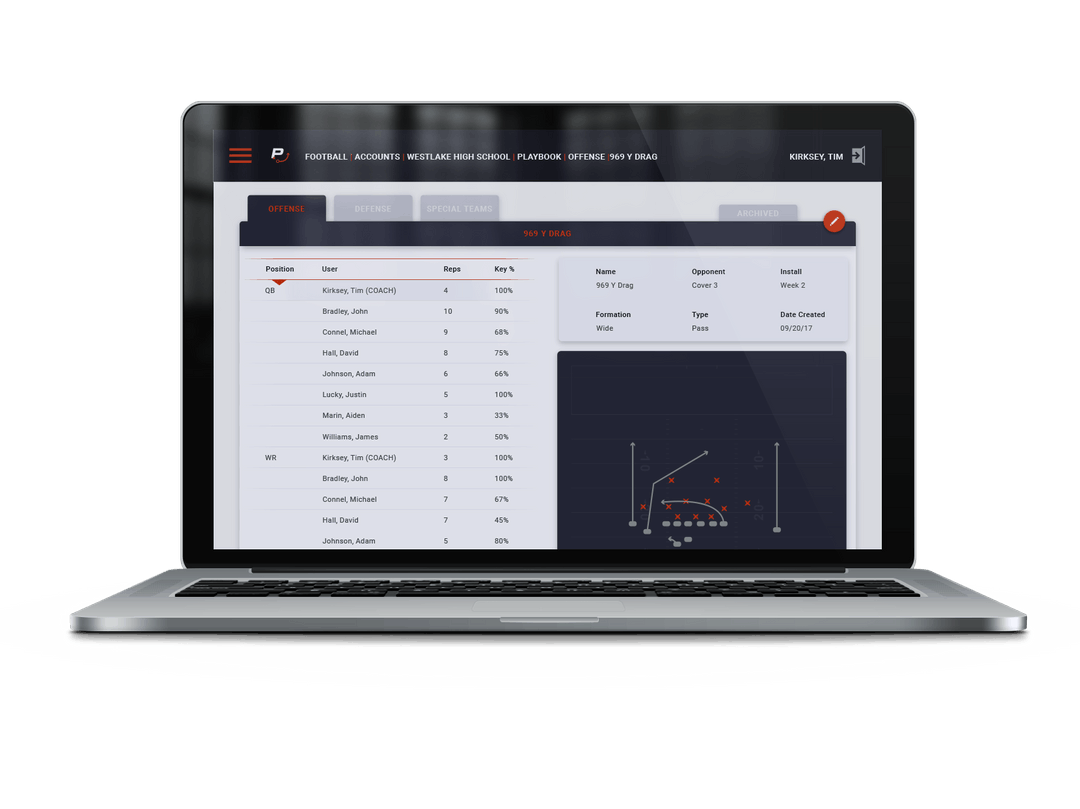 P FOOTBALL | ACCOUNTS | WESTLAKE HIGH SCHOOL | PLAYBOOK | OFFENSE | 969 Y DRAG KIRKSEY, TIM
OFFENSE DEFENSE SPECIAL TEAMS ARCHIVED
969 Y DRAG
Position User Reps Key %
QB Kirksey, Tim (COACH) 4 100%
Bradley, John 10 90%
Connel, Michael 9 68%
Hall, David 8 75%
Johnson, Adam 6 66%
Lucky, Justin 5 100%
Marin, Aiden 3 33%
Williams, James 2 50%
WR Kirksey, Tim (COACH) 3 100%
Bradley, John 8 100%
Connel, Michael 7 67%
Hall, David 7 45%
Johnson, Adam 5 80%
Name Opponent Install
969 Y Drag Cover 3 Week 2
Formation Type Date Created
Wide Pass 09/20/17